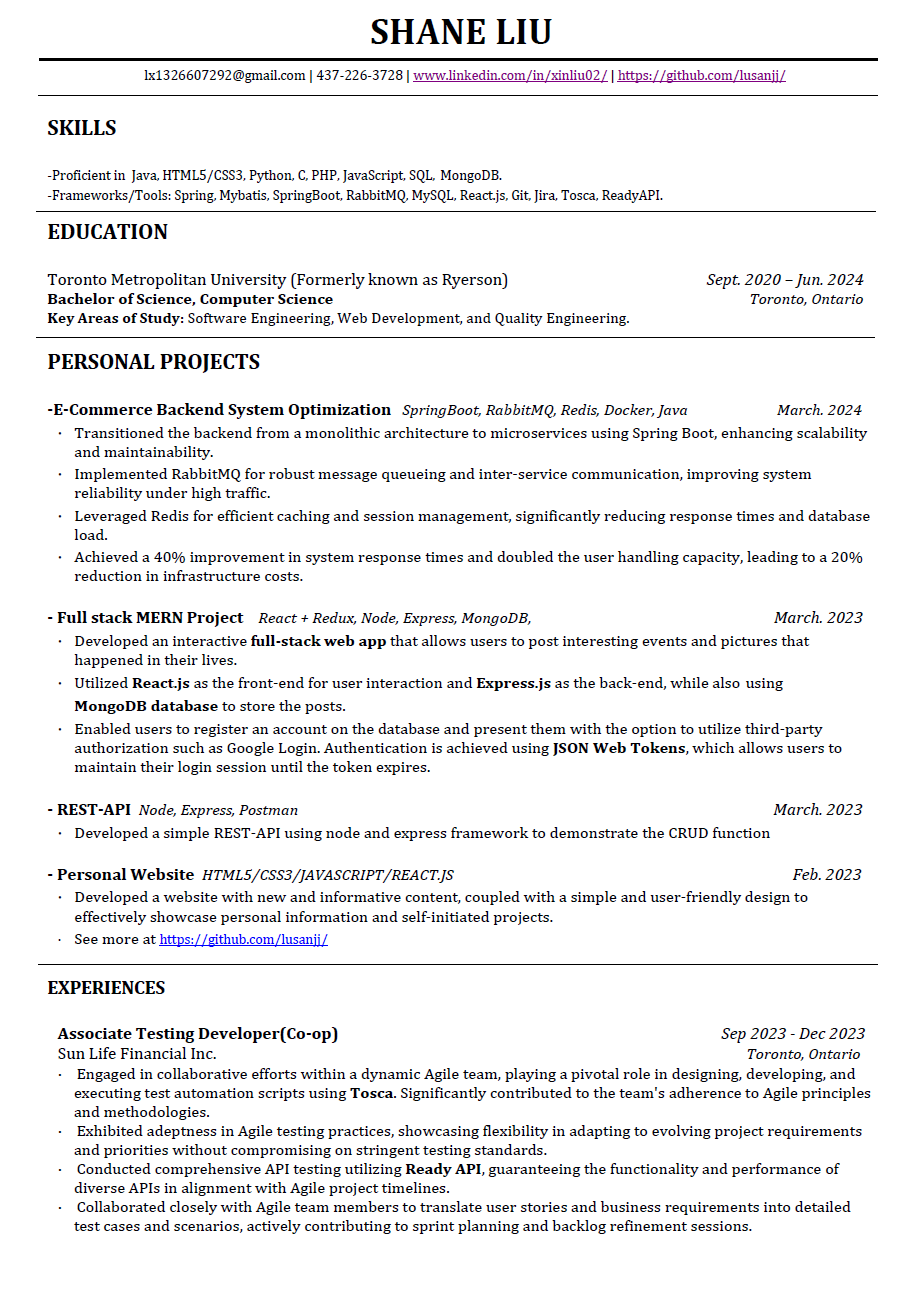 SHANE LIU
lx1326607292@gmail.com | 437-226-3728 | www.linkedin.com/in/xinliu02/ | https://github.com/lusanjj/
SKILLS
-Proficient in Java, HTML5/CSS3, Python, C, PHP, JavaScript, SQL, MongoDB.
-Frameworks/Tools: Spring, Mybatis, SpringBoot, RabbitMQ, MySQL, React.js, Git, Jira, Tosca, ReadyAPI.
EDUCATION
Toronto Metropolitan University (Formerly known as Ryerson) Sept. 2020 – Jun. 2024
Bachelor of Science, Computer Science Toronto, Ontario
Key Areas of Study: Software Engineering, Web Development, and Quality Engineering.
PERSONAL PROJECTS
-E-Commerce Backend System Optimization SpringBoot, RabbitMQ, Redis, Docker, Java March. 2024
· Transitioned the backend from a monolithic architecture to microservices using Spring Boot, enhancing scalability
and maintainability.
· Implemented RabbitMQ for robust message queueing and inter-service communication, improving system
reliability under high traffic.
· Leveraged Redis for efficient caching and session management, significantly reducing response times and database
load.
· Achieved a 40% improvement in system response times and doubled the user handling capacity, leading to a 20%
reduction in infrastructure costs.
- Full stack MERN Project React + Redux, Node, Express, MongoDB, March. 2023
· Developed an interactive full-stack web app that allows users to post interesting events and pictures that
happened in their lives.
· Utilized React.js as the front-end for user interaction and Express.js as the back-end, while also using
MongoDB database to store the posts.
· Enabled users to register an account on the database and present them with the option to utilize third-party
authorization such as Google Login. Authentication is achieved using JSON Web Tokens, which allows users to
maintain their login session until the token expires.
- REST-API Node, Express, Postman March. 2023
· Developed a simple REST-API using node and express framework to demonstrate the CRUD function
- Personal Website HTML5/CSS3/JAVASCRIPT/REACT.JS Feb. 2023
· Developed a website with new and informative content, coupled with a simple and user-friendly design to
effectively showcase personal information and self-initiated projects.
· See more at https://github.com/lusanjj/
EXPERIENCES
Associate Testing Developer(Co-op) Sep 2023 - Dec 2023
Sun Life Financial Inc. Toronto, Ontario
· Engaged in collaborative efforts within a dynamic Agile team, playing a pivotal role in designing, developing, and
executing test automation scripts using Tosca. Significantly contributed to the team's adherence to Agile principles
and methodologies.
· Exhibited adeptness in Agile testing practices, showcasing flexibility in adapting to evolving project requirements
and priorities without compromising on stringent testing standards.
· Conducted comprehensive API testing utilizing Ready API, guaranteeing the functionality and performance of
diverse APIs in alignment with Agile project timelines.
· Collaborated closely with Agile team members to translate user stories and business requirements into detailed
test cases and scenarios, actively contributing to sprint planning and backlog refinement sessions.